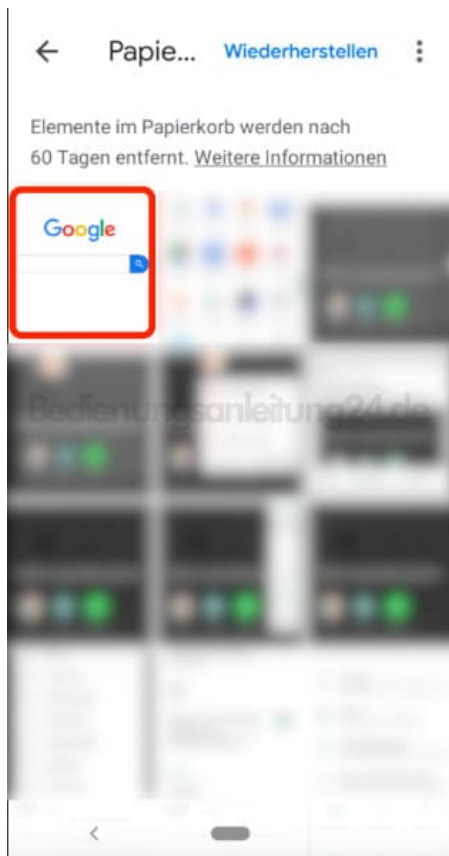 Papie... Wiederherstellen
Elemente im Papierkorb werden nach
60 Tagen entfernt. Weitere Informationen
Google
Bedienungsanleitung24.de